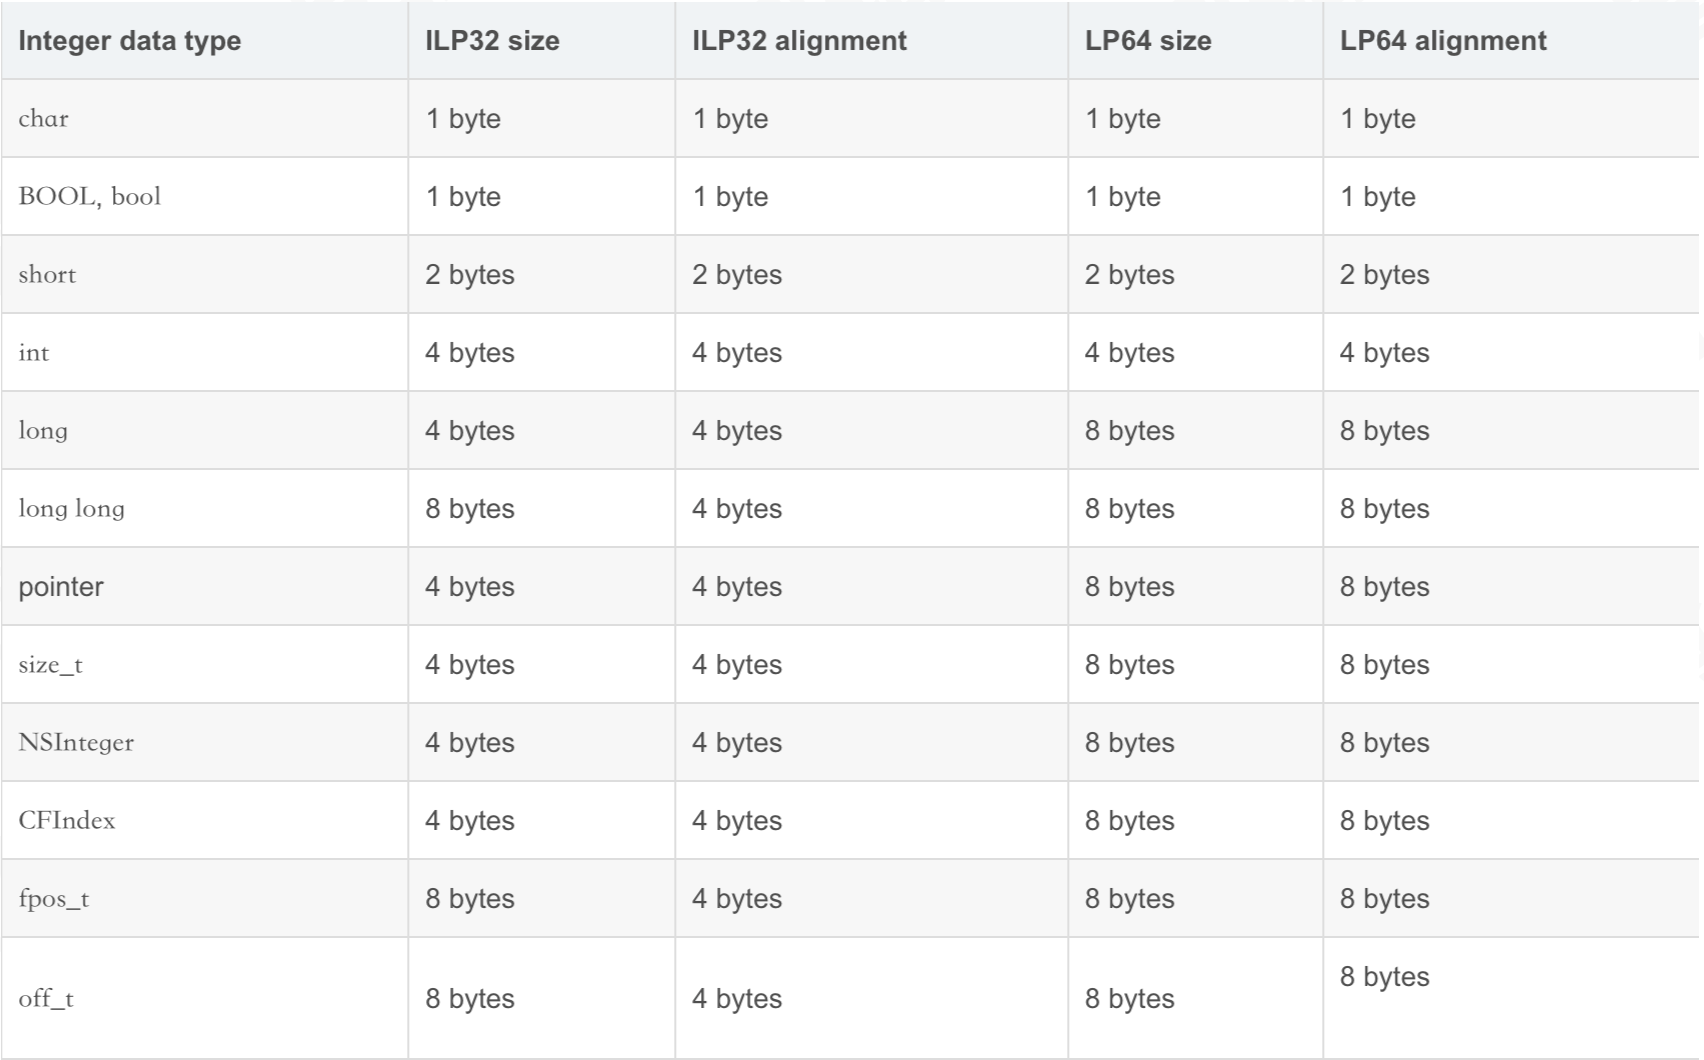 Integer data type ILP32 size ILP32 alignment LP64 size LP64 alignment
char 1 byte 1 byte 1 byte 1 byte
BOOL, bool 1 byte 1 byte 1 byte 1 byte
short 2 bytes 2 bytes 2 bytes 2 bytes
int 4 bytes 4 bytes 4 bytes 4 bytes
long 4 bytes 4 bytes 8 bytes 8 bytes
long long 8 bytes 4 bytes 8 bytes 8 bytes
pointer 4 bytes 4 bytes 8 bytes 8 bytes
size_t 4 bytes 4 bytes 8 bytes 8 bytes
NSInteger 4 bytes 4 bytes 8 bytes 8 bytes
CFIndex 4 bytes 4 bytes 8 bytes 8 bytes
fpos_t 8 bytes 4 bytes 8 bytes 8 bytes
off_t 8 bytes 4 bytes 8 bytes 8 bytes